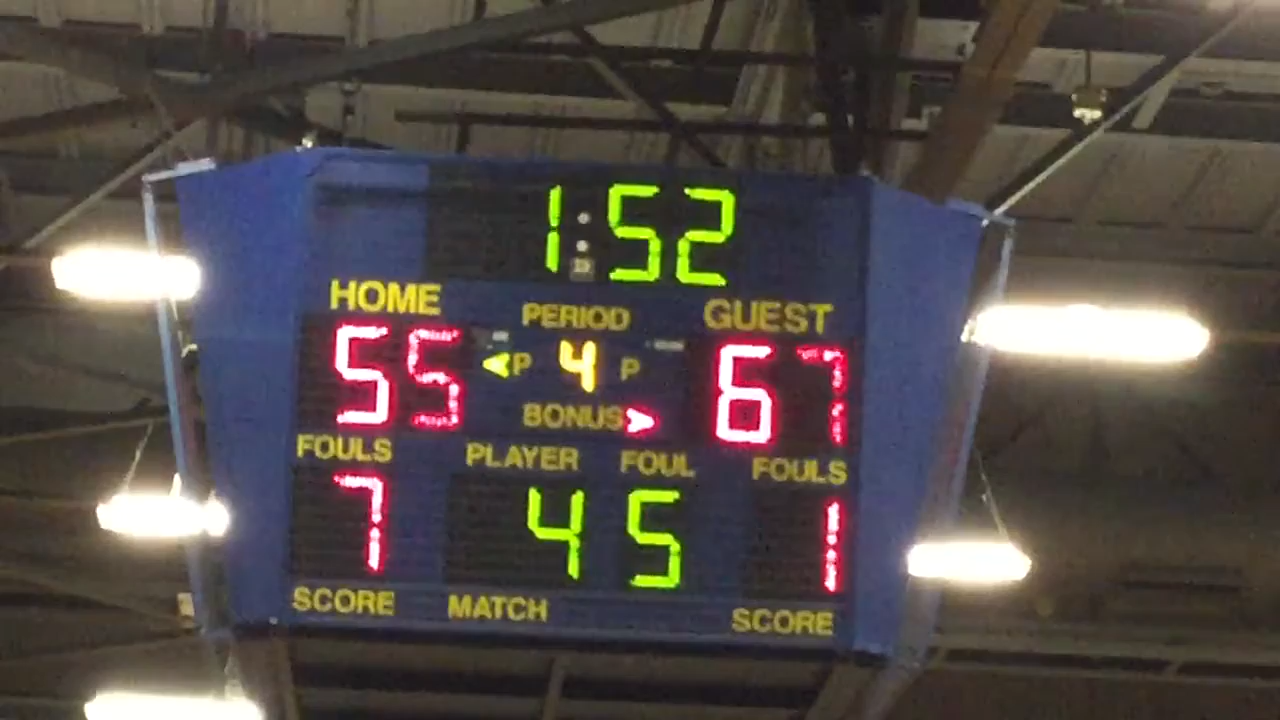 1:52
HOME PERIOD GUEST
55 P 4 P 67
BONUS
FOULS PLAYER FOUL FOULS
7 4 5 1
SCORE MATCH SCORE